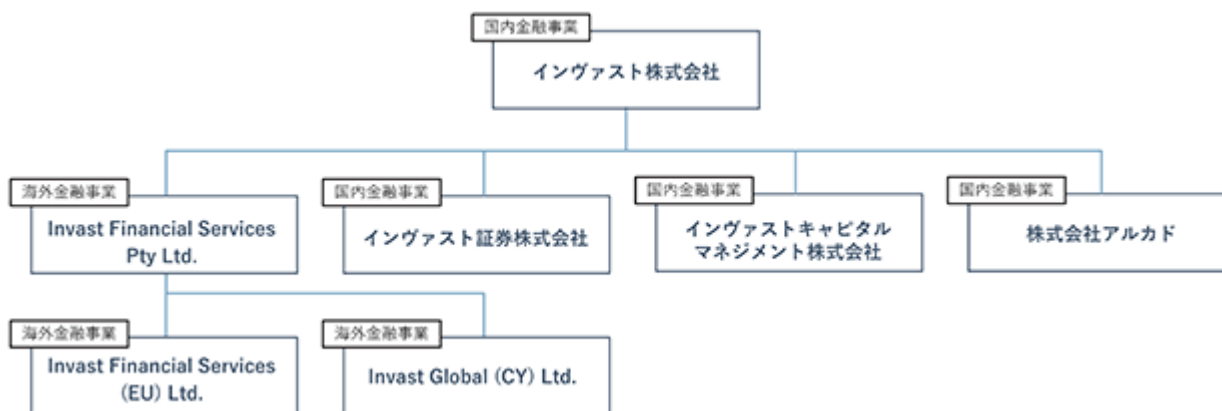 国内金融事業
インヴァスト株式会社
海外金融事業
Invast Financial Services
Pty Ltd.
国内金融事業
インヴァスト証券株式会社
国内金融事業
インヴァストキャピタル
マネジメント株式会社
国内金融事業
株式会社アルカド
海外金融事業
Invast Financial Services
(EU) Ltd.
海外金融事業
Invast Global (CY) Ltd.